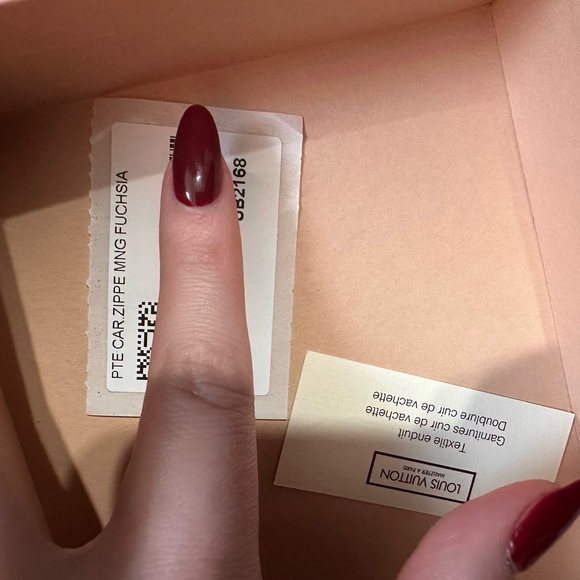 PTE CAR.ZIPPE MNG FUCHSIA
LOUIS VUITTON
MALLETIER A PARIS
Textile enduit
Garnitures cuir de vachette
Doublure cuir de vachette